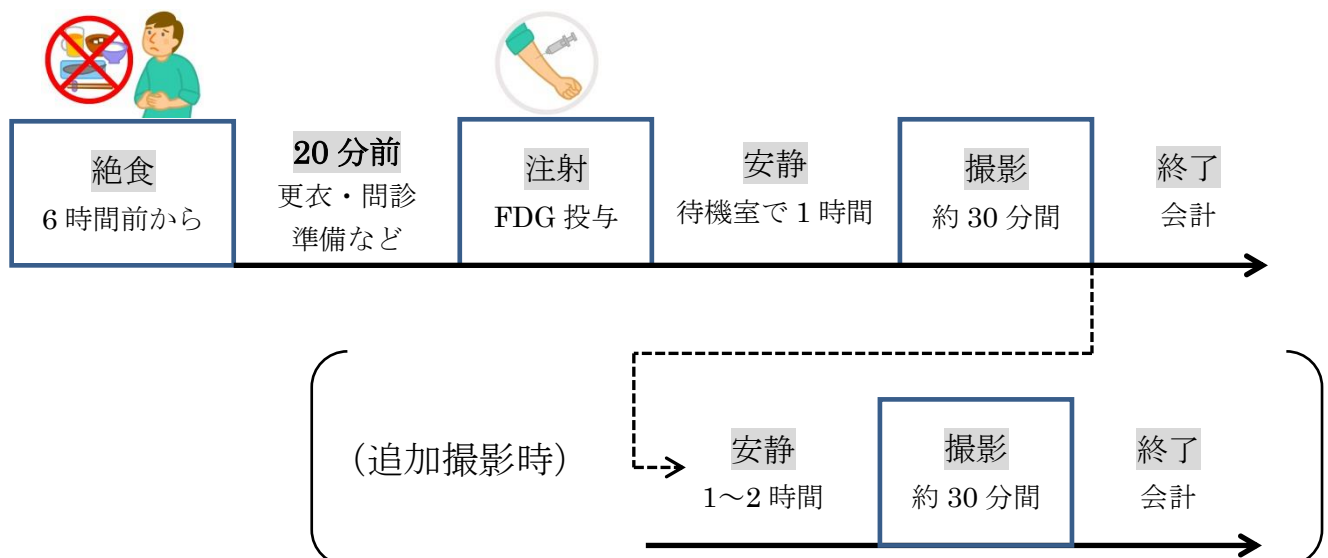 絶食
6 時間前から
20 分前
更衣・問診
準備など
注射
FDG 投与
安静
待機室で 1 時間
撮影
約 30 分間
終了
会計
（追加撮影時）
安静
1～2 時間
撮影
約 30 分間
終了
会計